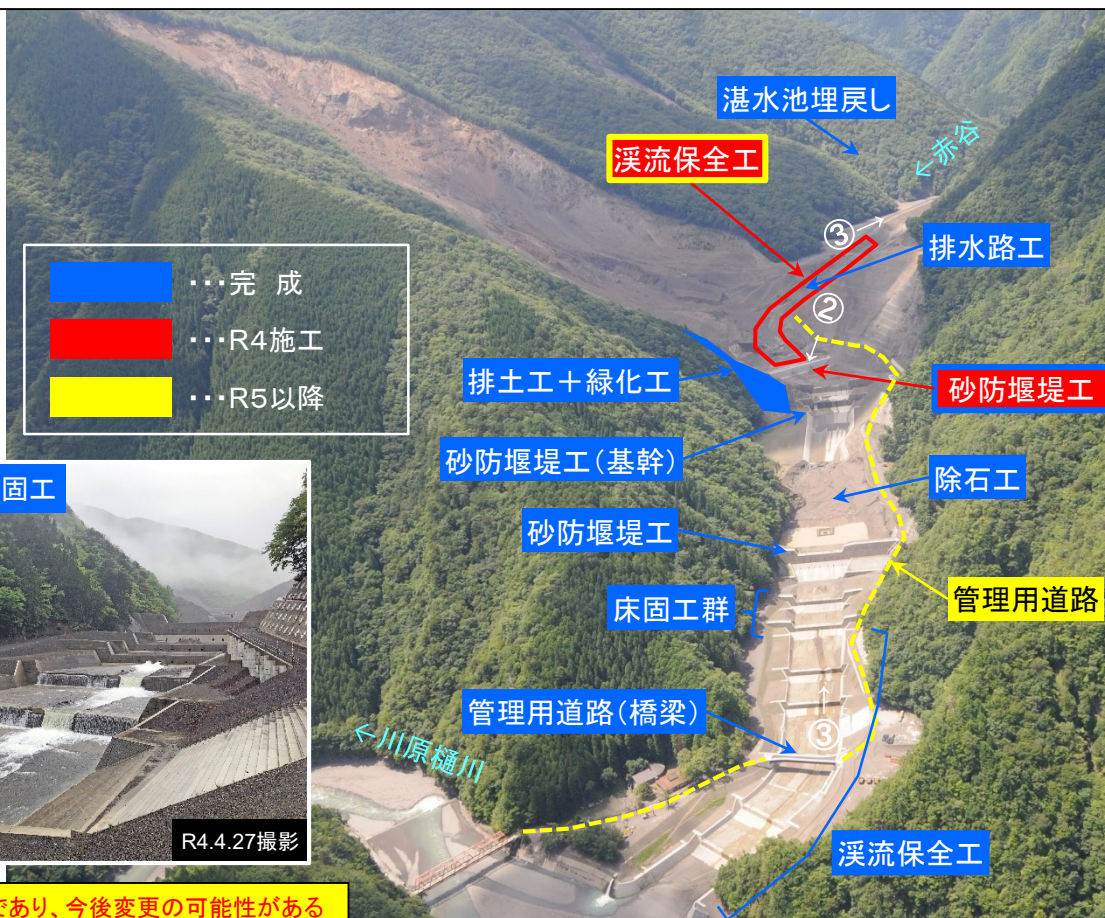 湛水池埋戻し
←赤谷
渓流保全工
③
排水路工
②
・・・完 成
・・・R4施工
・・・R5以降
排土工＋緑化工
砂防堰堤工
砂防堰堤工(基幹)
除石工
固工
砂防堰堤工
管理用道路
床固工群
管理用道路(橋梁)
③
←川原樋川
R4.4.27撮影
渓流保全工
であり、今後変更の可能性がある